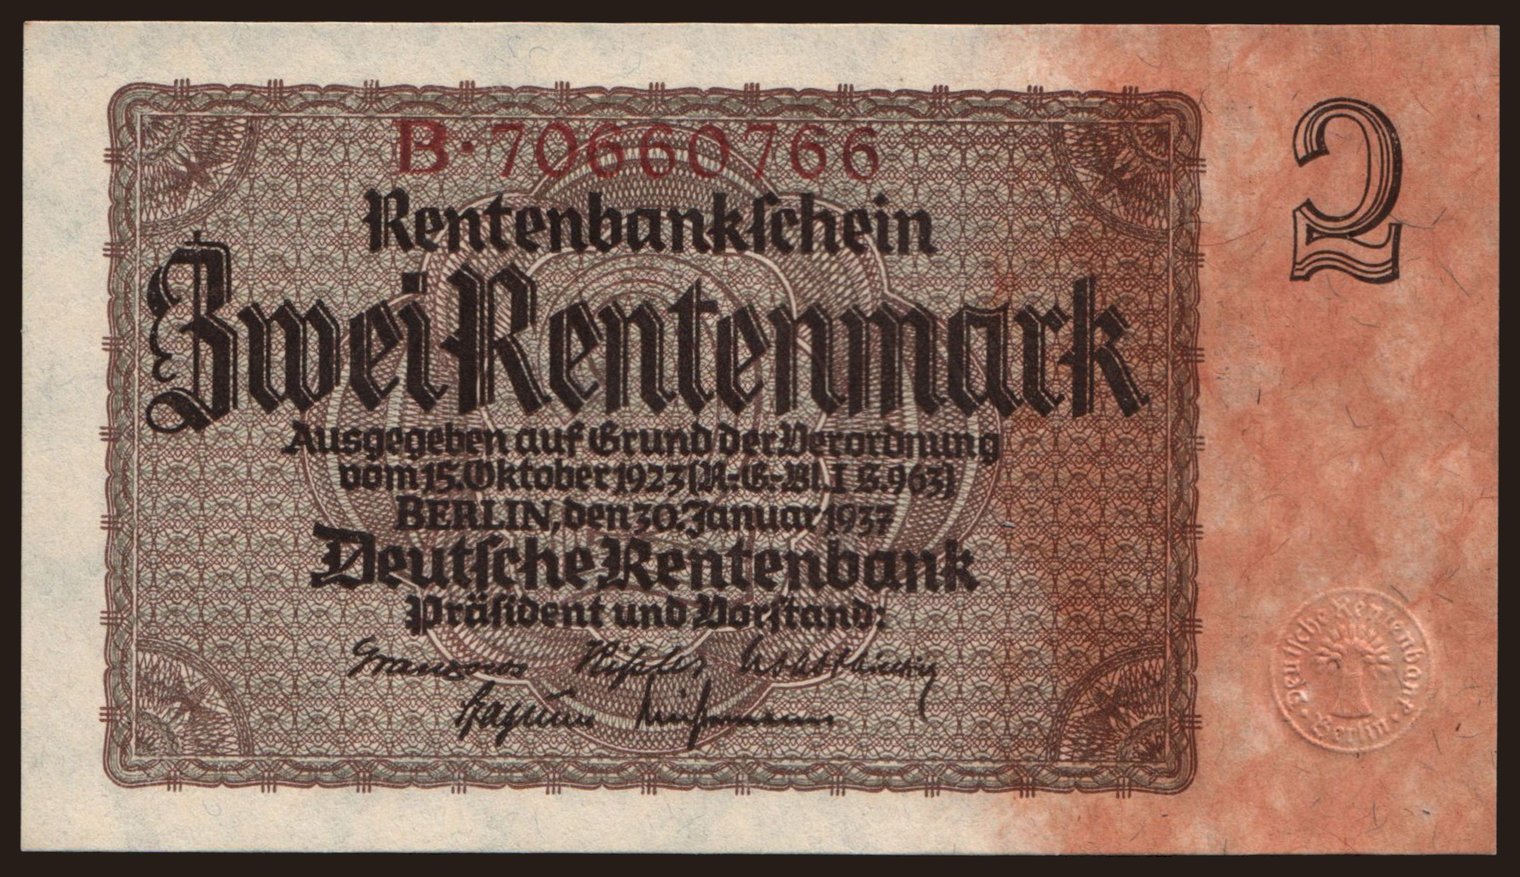 B·70660766
2
Rentenbankſchein
Zwei Rentenmark
Ausgegeben auf Grund der Verordnung
vom 15. Oktober 1923 (R.-G.-Bl. I S. 963)
BERLIN, den 30. Januar 1937
Deutſche Rentenbank
Präſident und Vorſtand:
Deutsche Rentenbank
· Berlin ·